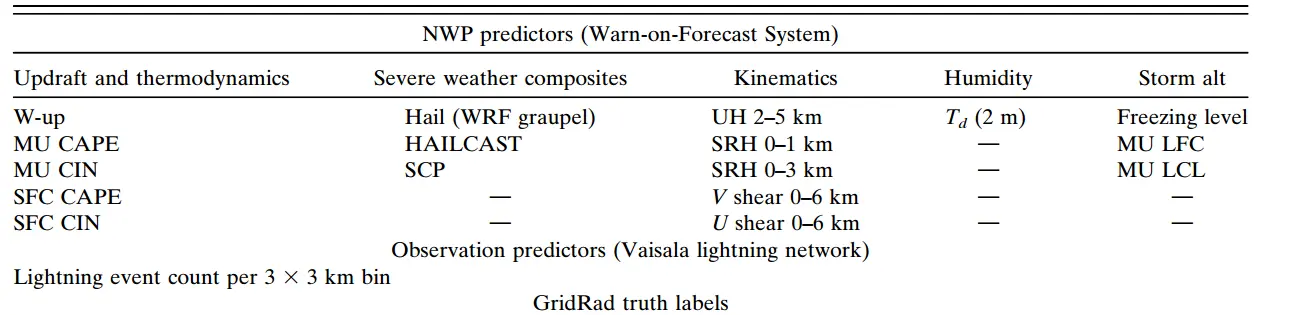 NWP predictors (Warn-on-Forecast System)
Updraft and thermodynamics Severe weather composites Kinematics Humidity Storm alt
W-up Hail (WRF graupel) UH 2–5 km Td (2 m) Freezing level
MU CAPE HAILCAST SRH 0–1 km — MU LFC
MU CIN SCP SRH 0–3 km — MU LCL
SFC CAPE — V shear 0–6 km — —
SFC CIN — U shear 0–6 km — —
Observation predictors (Vaisala lightning network)
Lightning event count per 3 × 3 km bin
GridRad truth labels